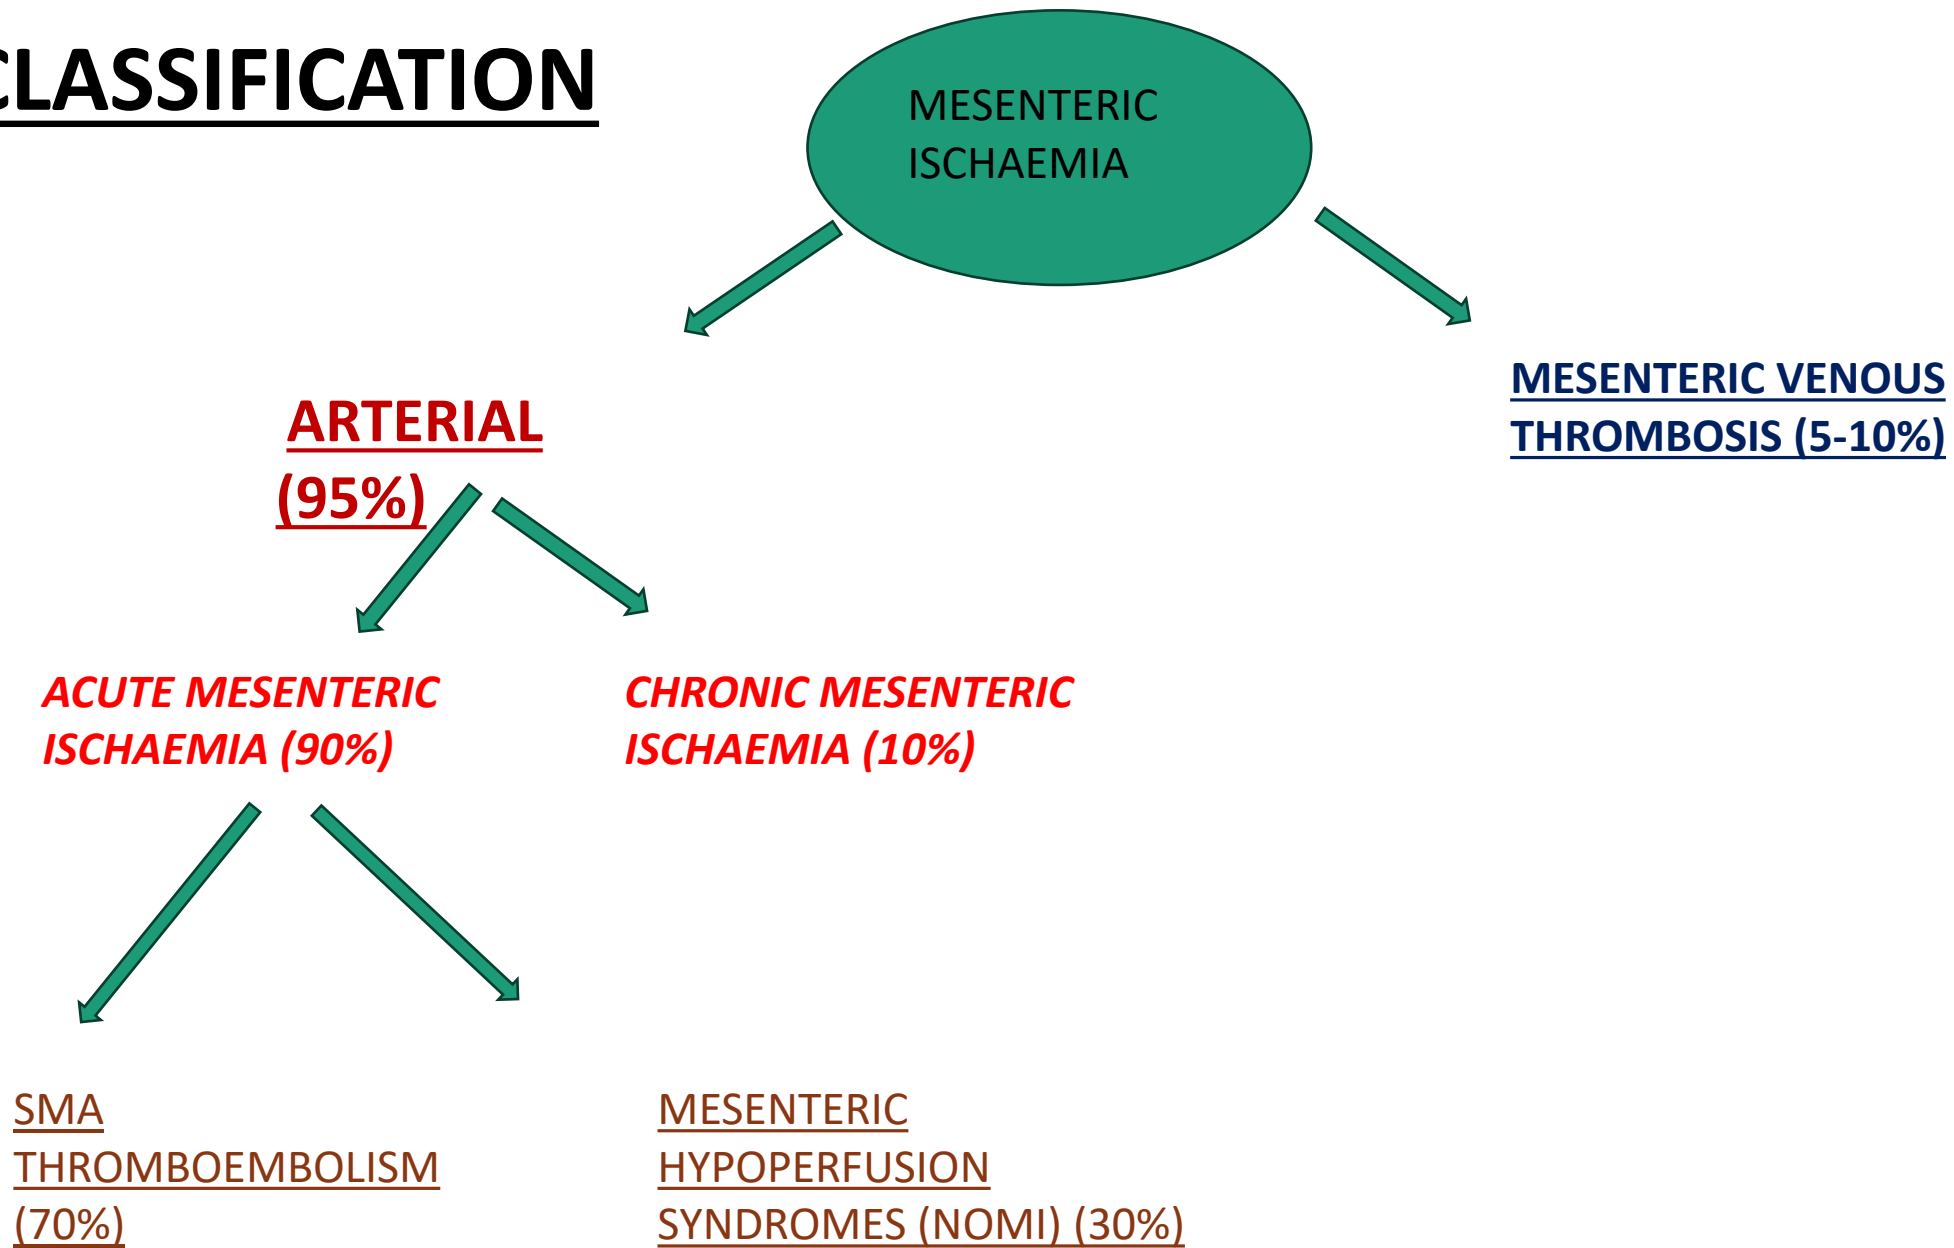 CLASSIFICATION
MESENTERIC
ISCHAEMIA
MESENTERIC VENOUS
THROMBOSIS (5-10%)
ARTERIAL
(95%)
ACUTE MESENTERIC
ISCHAEMIA (90%)
CHRONIC MESENTERIC
ISCHAEMIA (10%)
SMA
THROMBOEMBOLISM
(70%)
MESENTERIC
HYPOPERFUSION
SYNDROMES (NOMI) (30%)